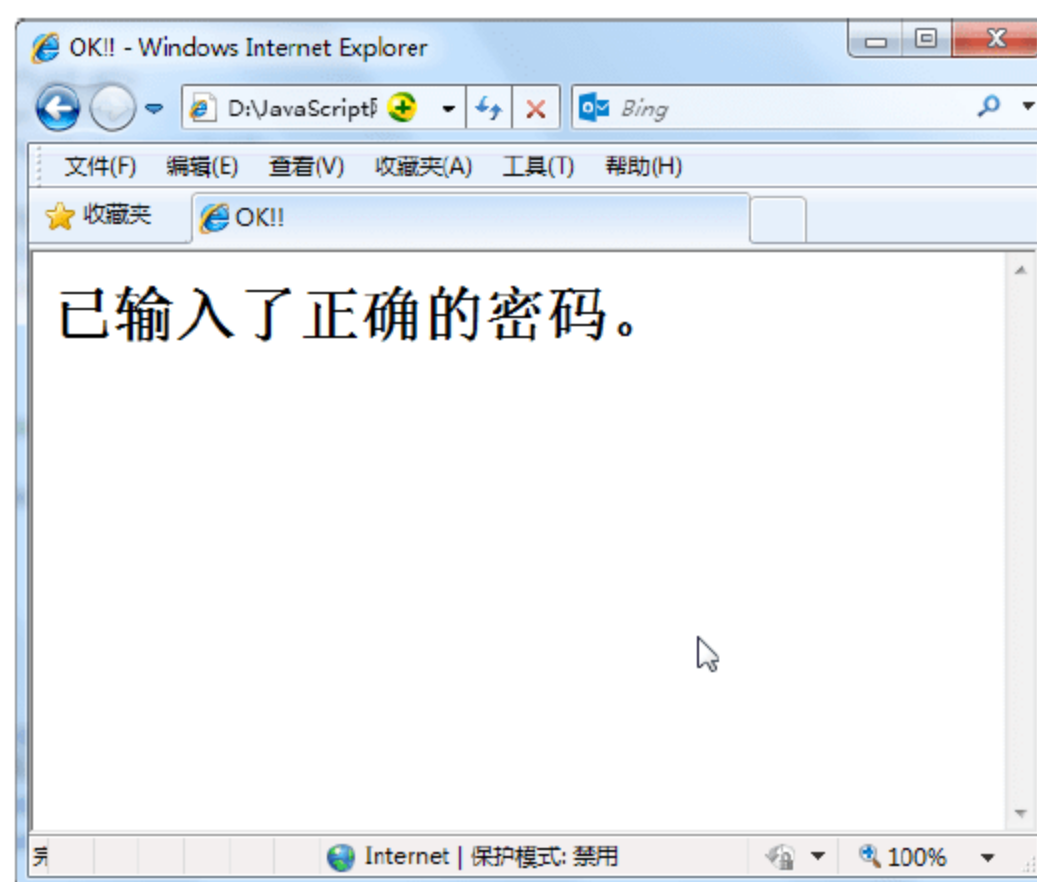 OK!! - Windows Internet Explorer
D:\JavaScript Bing
文件(F) 编辑(E) 查看(V) 收藏夹(A) 工具(T) 帮助(H)
收藏夹 OK!!
已输入了正确的密码。
Internet | 保护模式: 禁用 100%